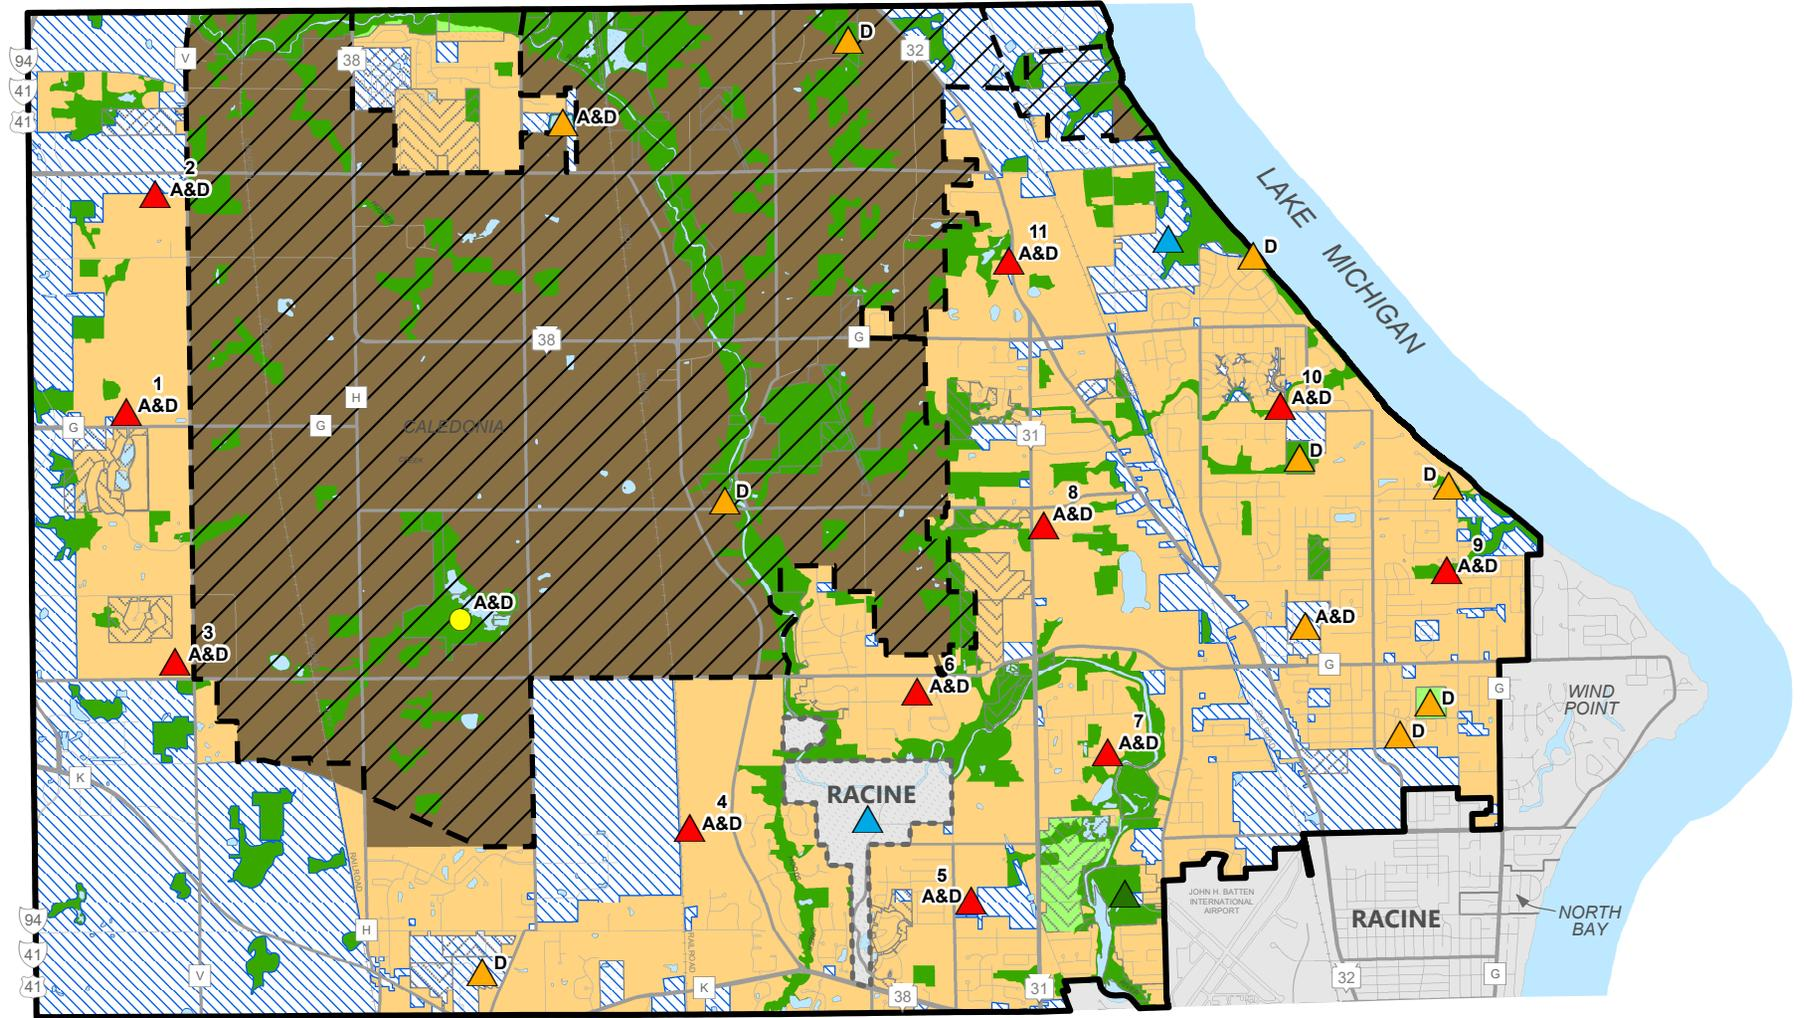 D
32
94
V
38
41
A&D
41
2
A&D
LAKE
MICHIGAN
11
A&D
D
38
G
10
A&D
1
A&D
H
G
G
CALEDONIA
31
D
D
D
8
A&D
9
A&D
A&D
A&D
3
A&D
6
A&D
G
G
WIND
POINT
D
D
7
A&D
K
RACINE
4
A&D
5
A&D
RAILROAD
JOHN H. BATTEN
INTERNATIONAL
AIRPORT
RACINE
NORTH
BAY
94
H
41
RAILROAD
D
V
K
38
31
32
G
41